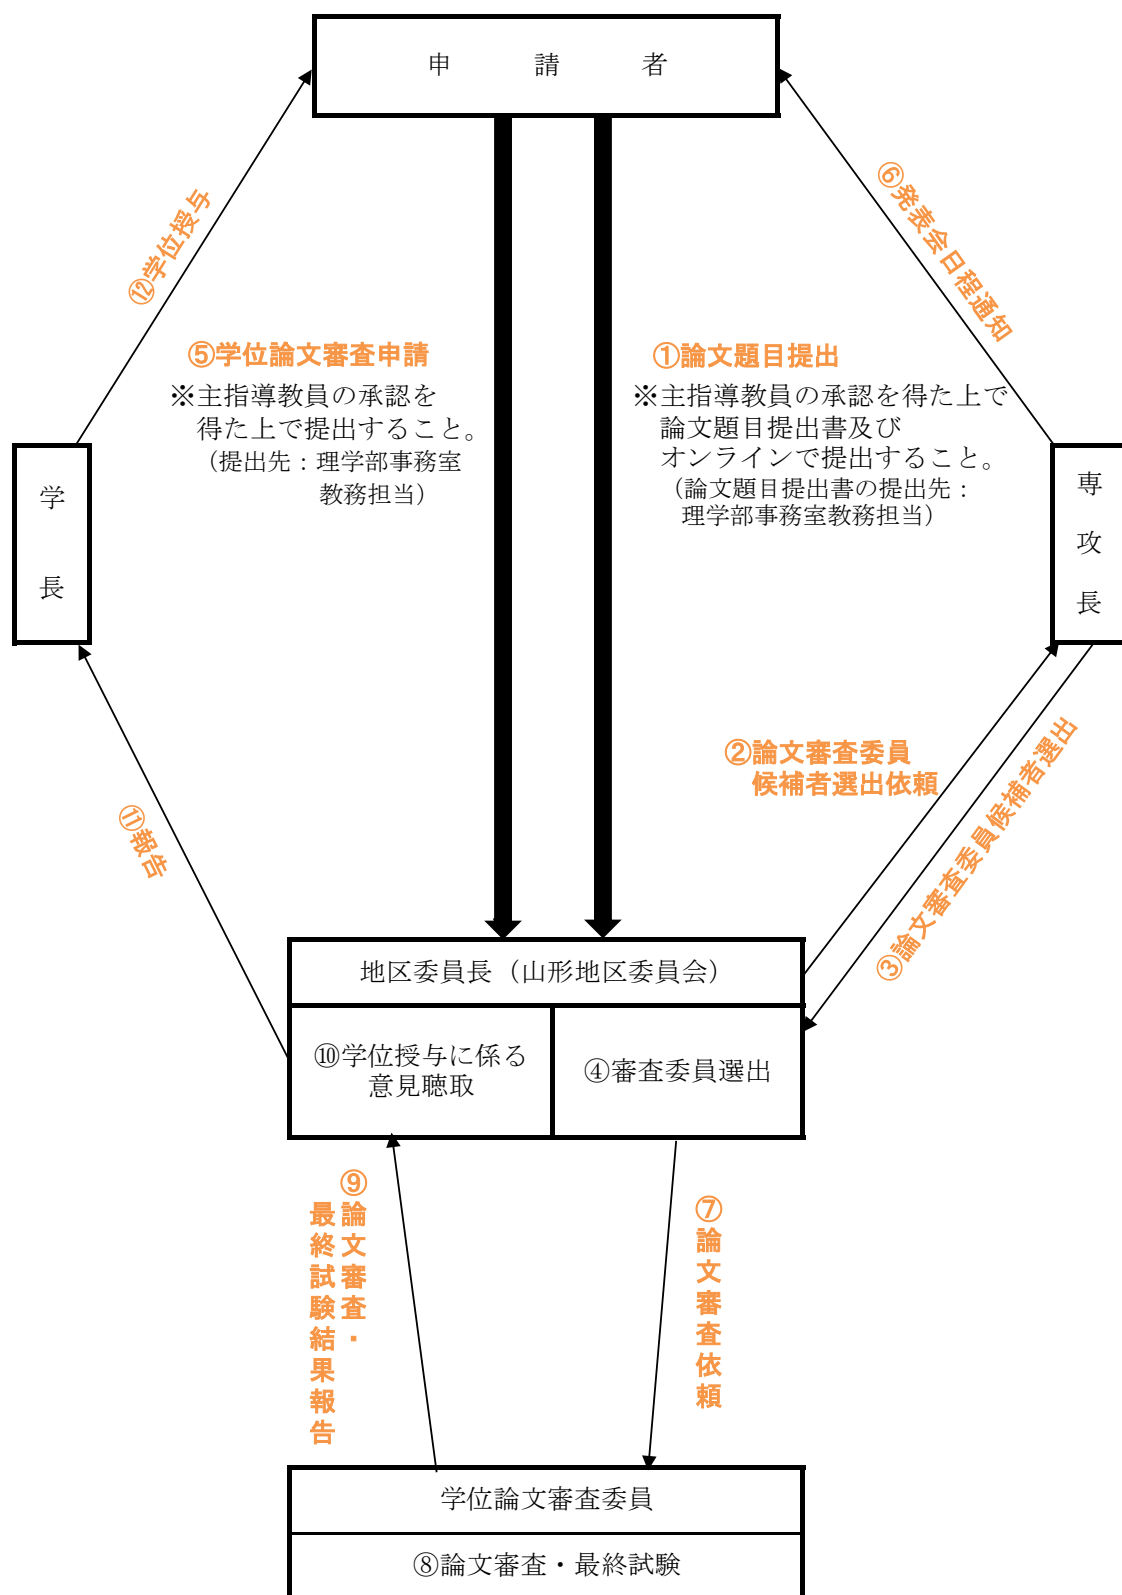 申請者
⑥発表会日程通知
⑫学位授与
⑤学位論文審査申請
※主指導教員の承認を
得た上で提出すること。
（提出先：理学部事務室
教務担当）
①論文題目提出
※主指導教員の承認を得た上で
論文題目提出書及び
オンラインで提出すること。
（論文題目提出書の提出先：
理学部事務室教務担当）
学長
専攻長
②論文審査委員
候補者選出依頼
③論文審査委員候補者選出
⑪報告
地区委員長（山形地区委員会）
⑩学位授与に係る
意見聴取
④審査委員選出
⑨論文審査・
最終試験結果報告
⑦論文審査依頼
学位論文審査委員
⑧論文審査・最終試験